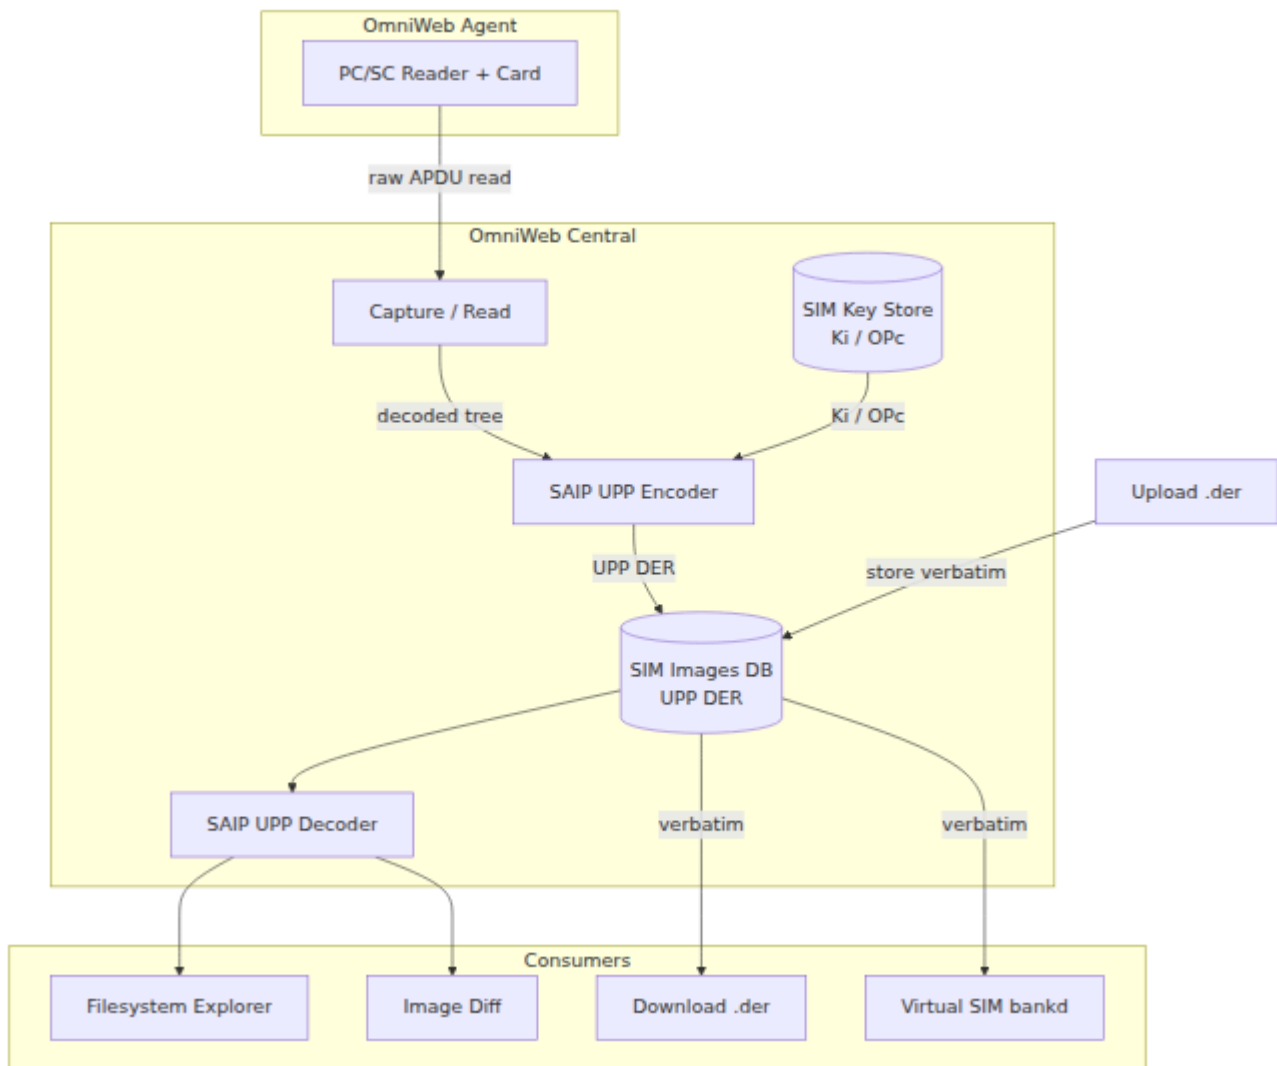 OmniWeb Agent
PC/SC Reader + Card
raw APDU read
OmniWeb Central
Capture / Read
SIM Key Store
Ki / OPc
decoded tree
Ki / OPc
SAIP UPP Encoder
Upload .der
UPP DER
store verbatim
SIM Images DB
UPP DER
SAIP UPP Decoder
verbatim
verbatim
Consumers
Filesystem Explorer
Image Diff
Download .der
Virtual SIM bankd